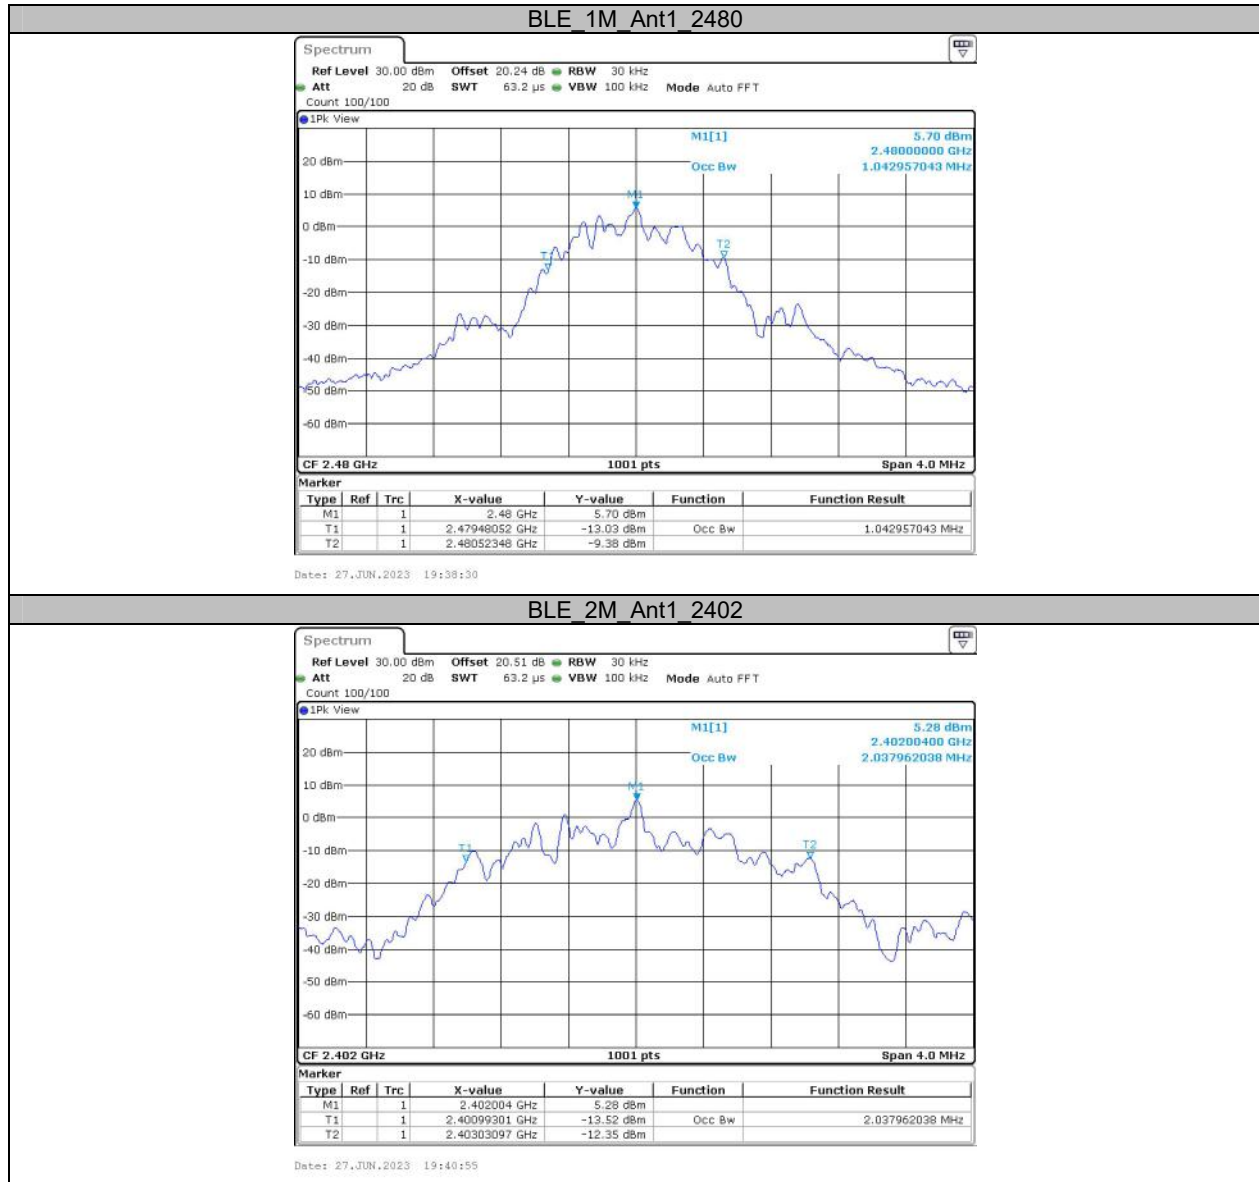 BLE_1M_Ant1_2480
Spectrum
Ref Level 30.00 dBm Offset 20.24 dB RBW 30 kHz
Att 20 dB SWT 63.2 µs VBW 100 kHz Mode Auto FFT
Count 100/100
1Pk View
M1[1] 5.70 dBm
2.48000000 GHz
20 dBm
Occ Bw 1.042957043 MHz
10 dBm
M1
0 dBm
T1
T2
-10 dBm
-20 dBm
-30 dBm
-40 dBm
-50 dBm
-60 dBm
CF 2.48 GHz 1001 pts Span 4.0 MHz
Marker
Type Ref Trc X-value Y-value Function Function Result
M1 1 2.48 GHz 5.70 dBm
T1 1 2.47948052 GHz -13.03 dBm Occ Bw 1.042957043 MHz
T2 1 2.48052348 GHz -9.38 dBm
Date: 27.JUN.2023 19:38:30
BLE_2M_Ant1_2402
Spectrum
Ref Level 30.00 dBm Offset 20.51 dB RBW 30 kHz
Att 20 dB SWT 63.2 µs VBW 100 kHz Mode Auto FFT
Count 100/100
1Pk View
M1[1] 5.28 dBm
2.40200400 GHz
20 dBm
Occ Bw 2.037962038 MHz
10 dBm
M1
0 dBm
T1
T2
-10 dBm
-20 dBm
-30 dBm
-40 dBm
-50 dBm
-60 dBm
CF 2.402 GHz 1001 pts Span 4.0 MHz
Marker
Type Ref Trc X-value Y-value Function Function Result
M1 1 2.402004 GHz 5.28 dBm
T1 1 2.40099301 GHz -13.52 dBm Occ Bw 2.037962038 MHz
T2 1 2.40303097 GHz -12.35 dBm
Date: 27.JUN.2023 19:40:55